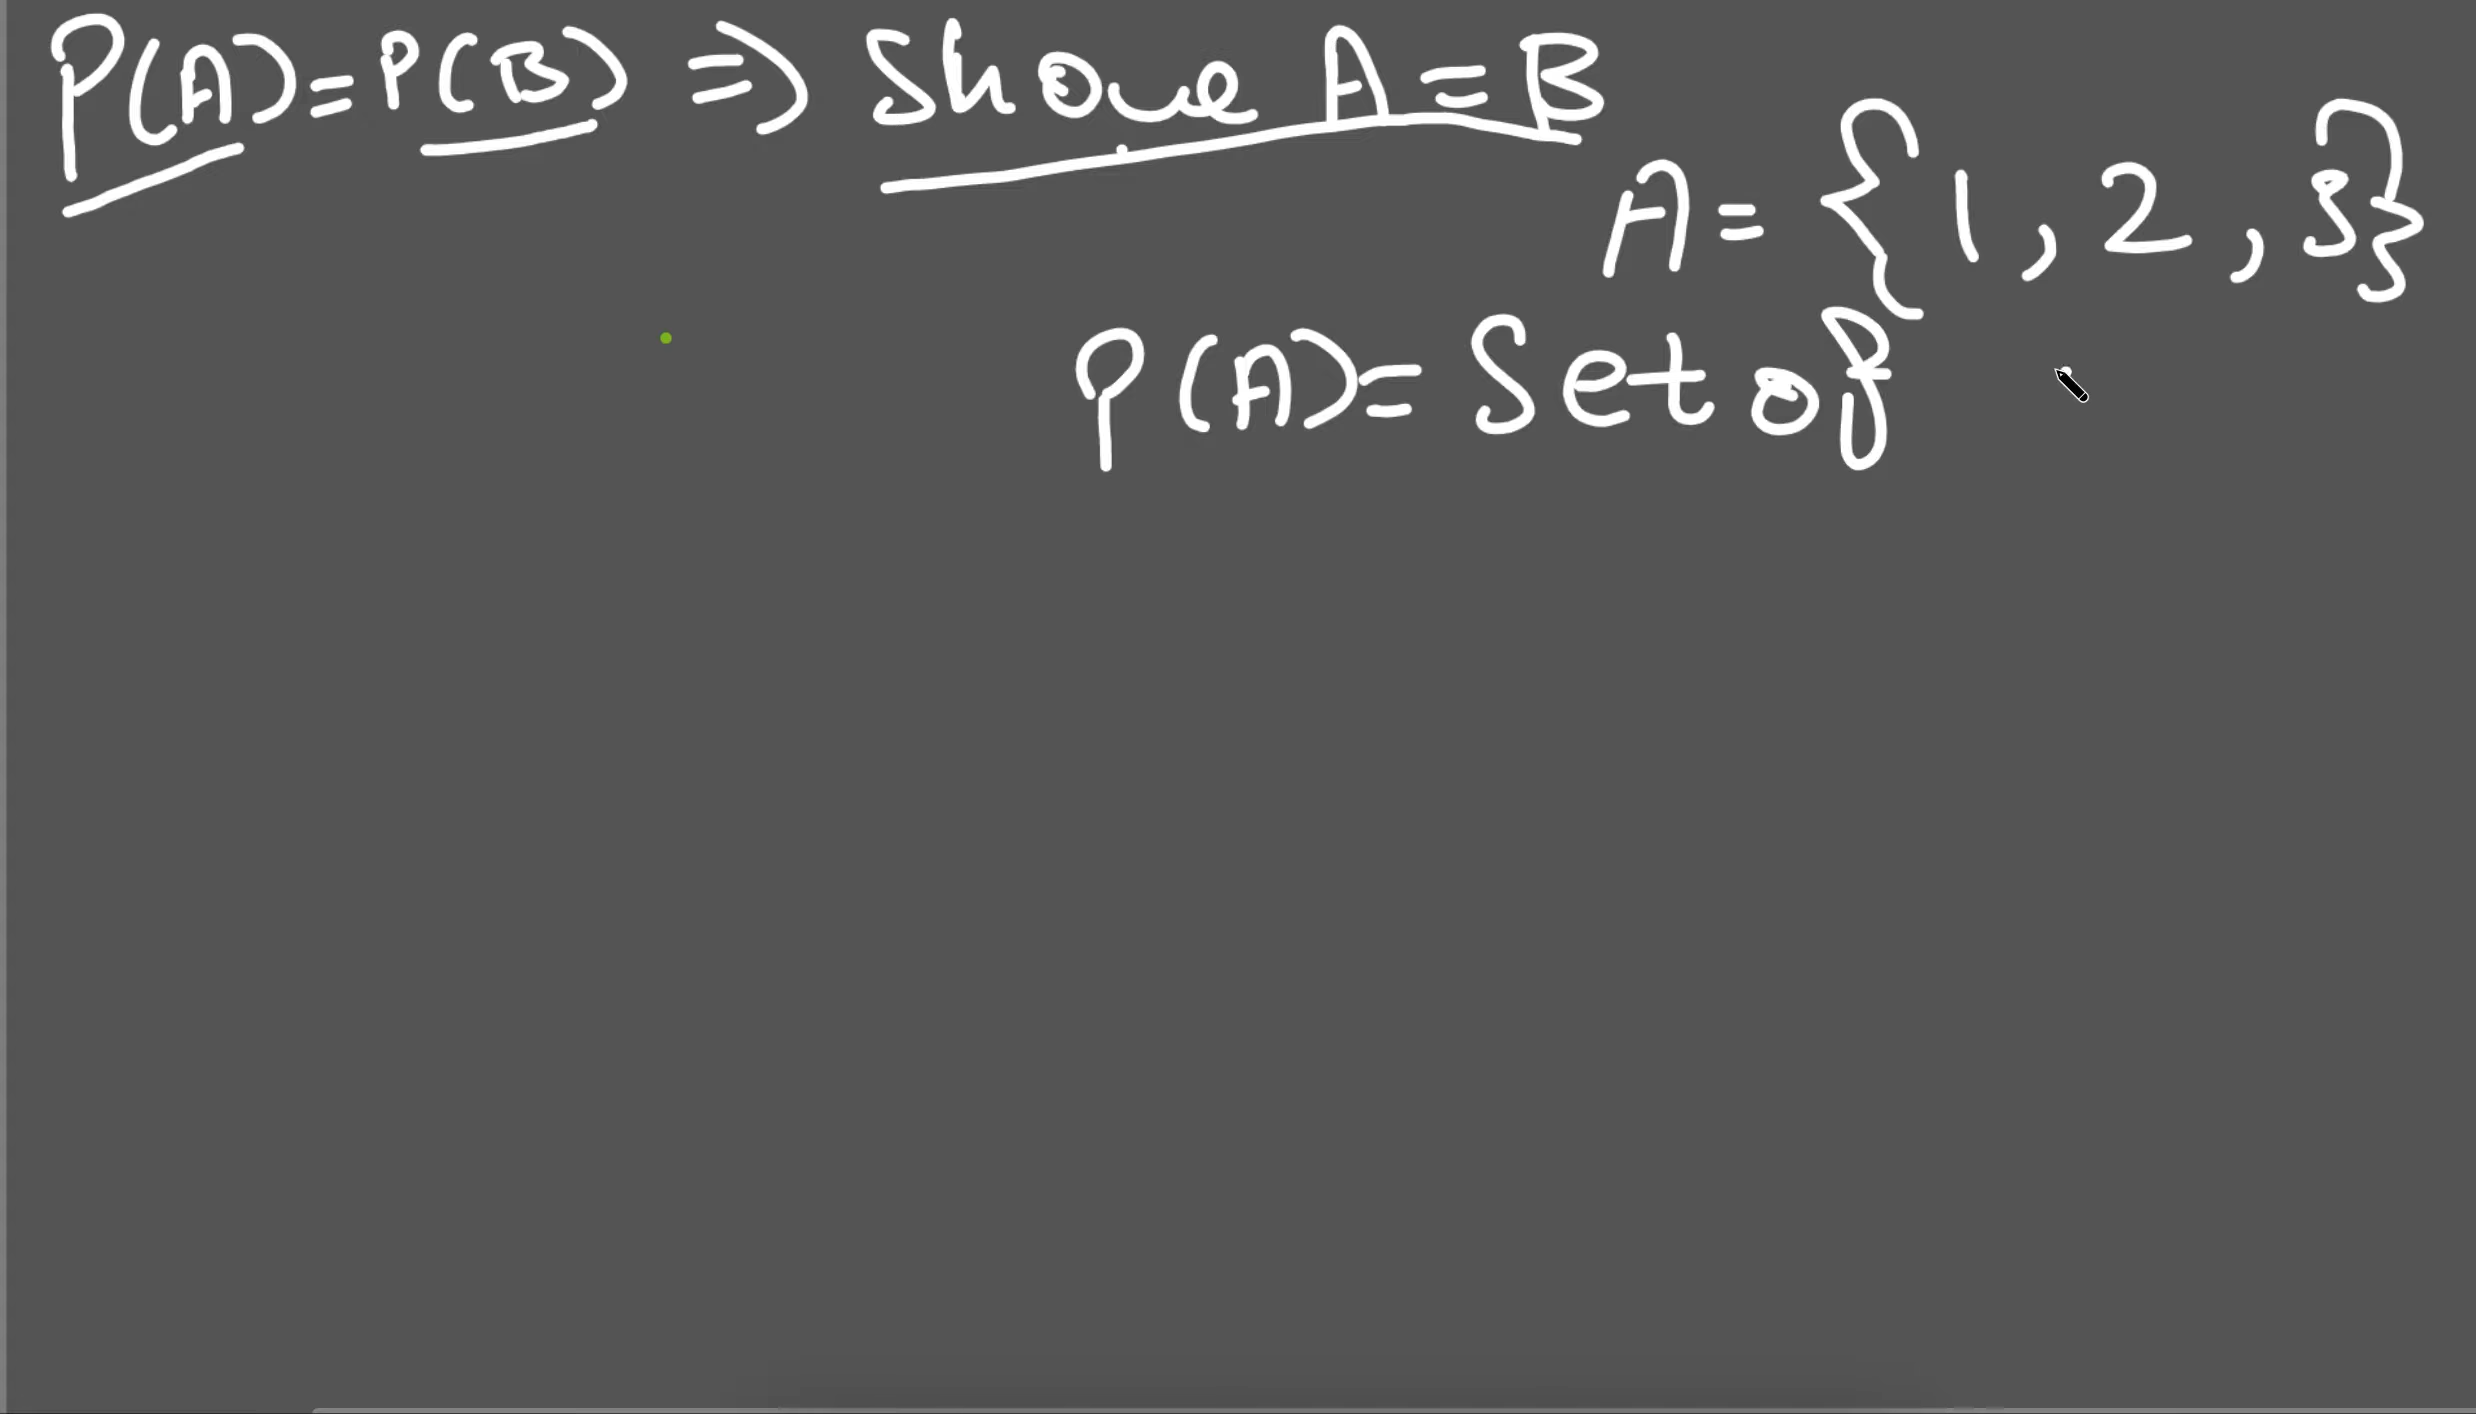 P(A)=P(B) => Show A=B
A = {1, 2, 3}
P(A)= Set of